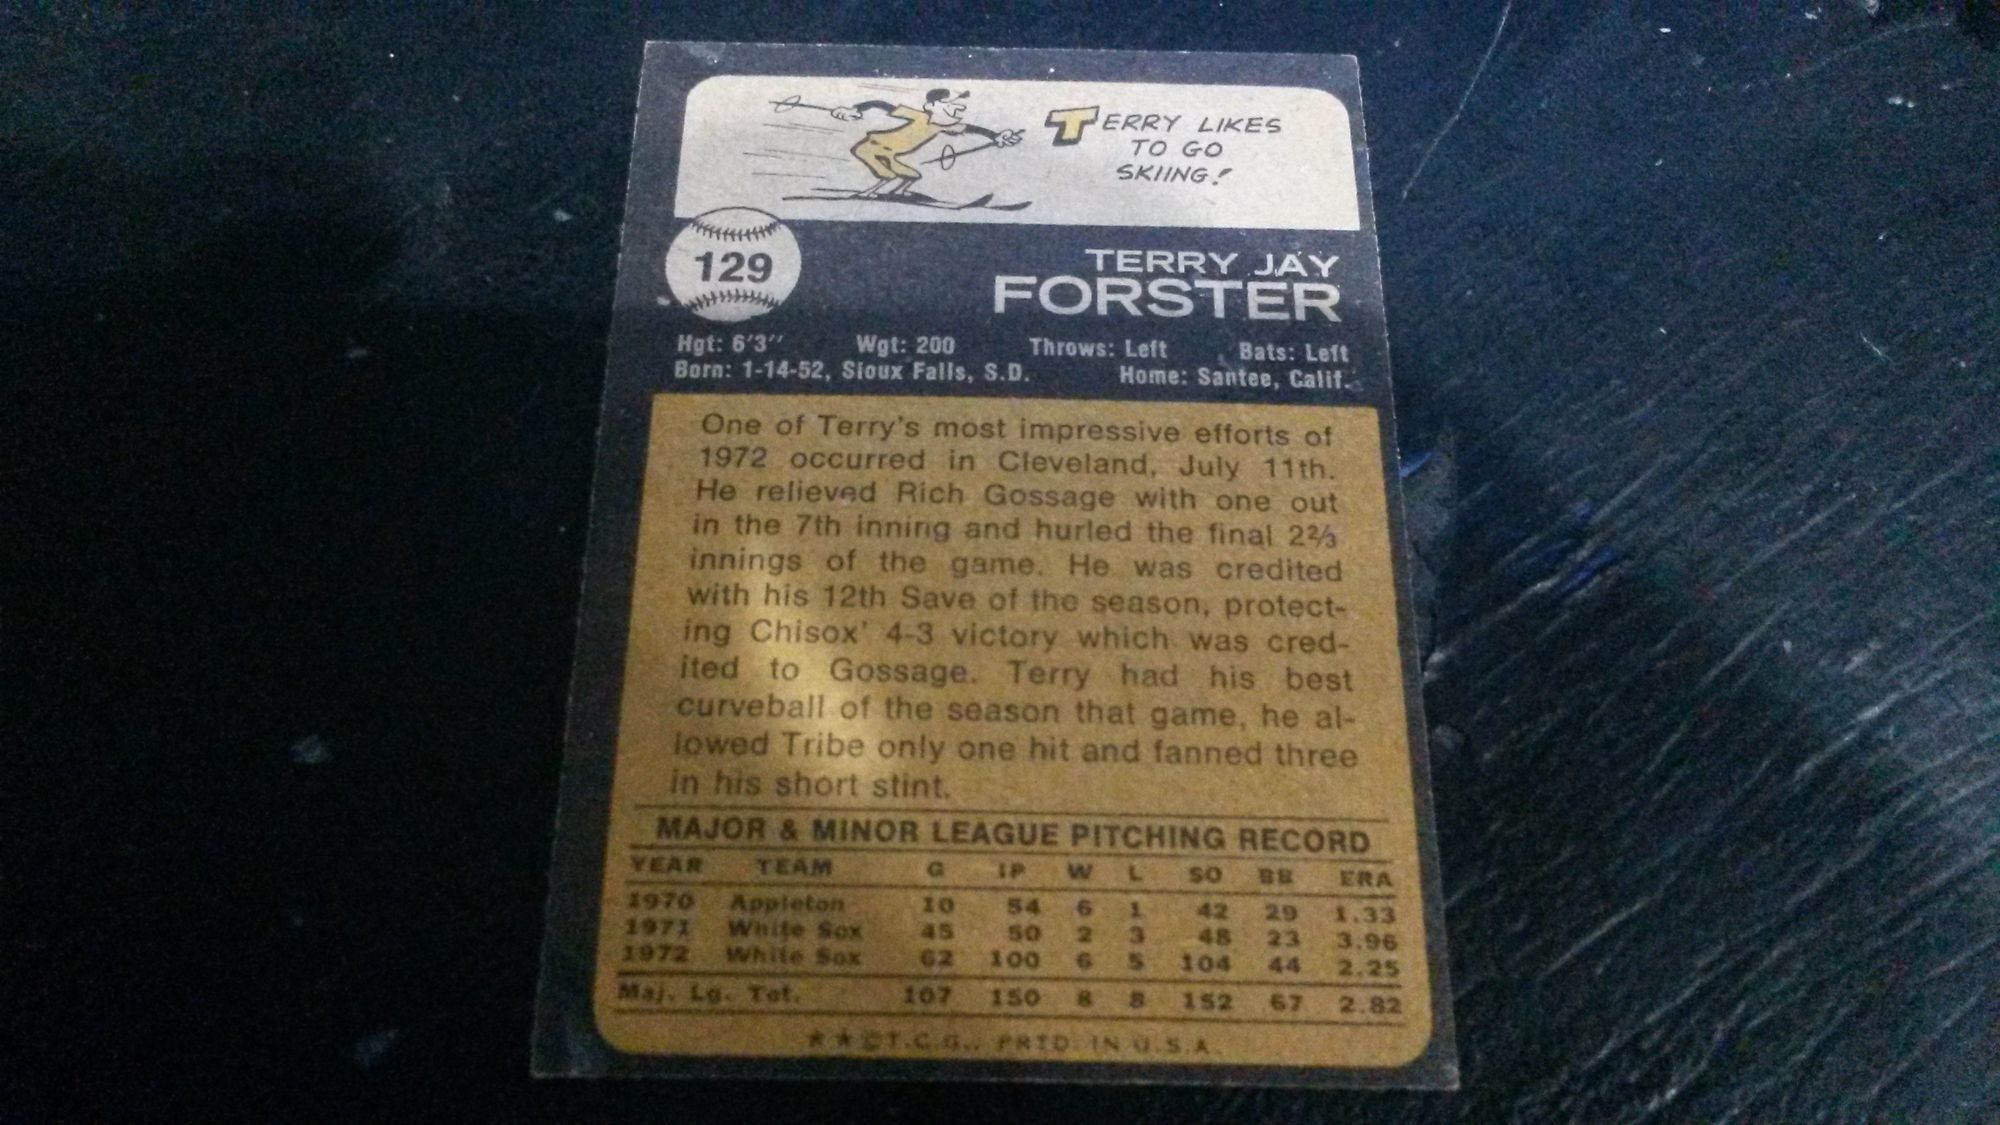 TERRY LIKES
TO GO
SKIING!
129
TERRY JAY
FORSTER
Hgt: 6'3'' Wgt: 200 Throws: Left Bats: Left
Born: 1-14-52, Sioux Falls, S.D. Home: Santee, Calif.
One of Terry's most impressive efforts of
1972 occurred in Cleveland, July 11th.
He relieved Rich Gossage with one out
in the 7th inning and hurled the final 2⅔
innings of the game. He was credited
with his 12th Save of the season, protect-
ing Chisox' 4-3 victory which was cred-
ited to Gossage. Terry had his best
curveball of the season that game, he al-
lowed Tribe only one hit and fanned three
in his short stint.
MAJOR & MINOR LEAGUE PITCHING RECORD
YEAR TEAM G IP W L SO BB ERA
1970 Appleton 10 54 6 1 42 29 1.33
1971 White Sox 45 50 2 3 48 23 3.96
1972 White Sox 62 100 6 5 104 44 2.25
Maj. Lg. Tot. 107 150 8 8 152 67 2.82
★★©T.C.G., PRTD. IN U.S.A.